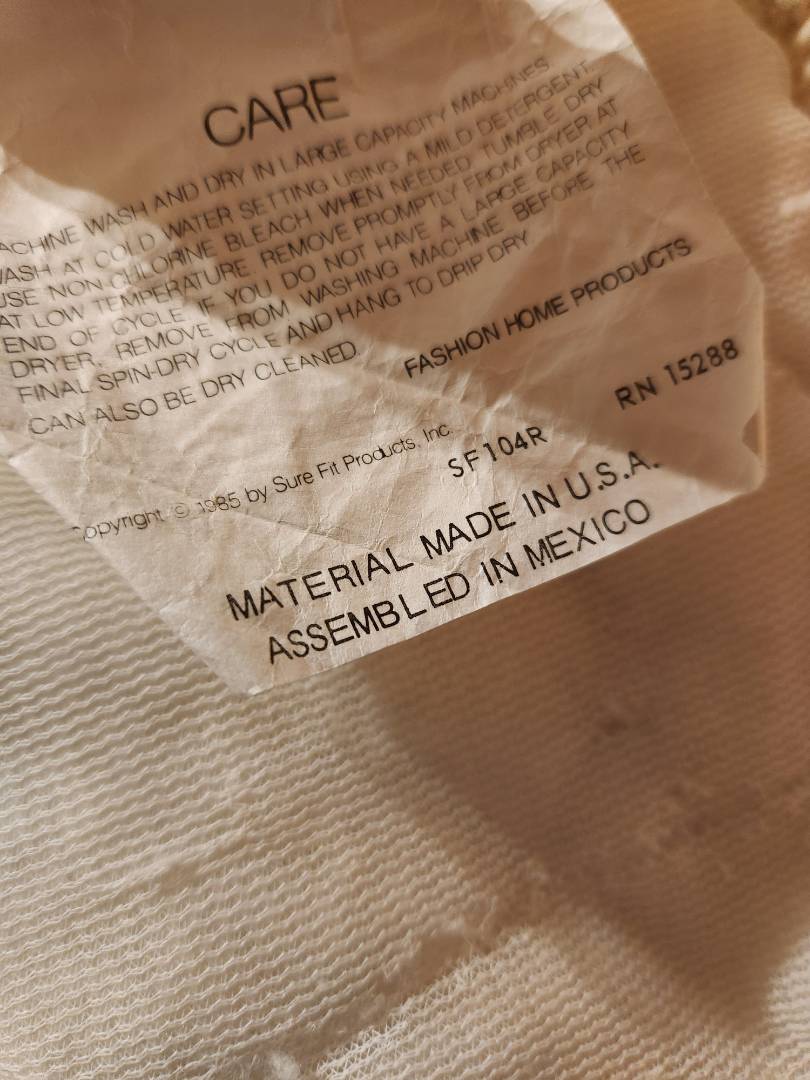 CARE
ACHINE WASH AND DRY IN LARGE CAPACITY MACHINES.
WASH AT COLD WATER SETTING USING A MILD DETERGENT.
USE NON CHLORINE BLEACH WHEN NEEDED. TUMBLE DRY
AT LOW TEMPERATURE. REMOVE PROMPTLY FROM DRYER AT
END OF CYCLE. IF YOU DO NOT HAVE A LARGE CAPACITY
DRYER, REMOVE FROM WASHING MACHINE BEFORE THE
FINAL SPIN-DRY CYCLE AND HANG TO DRIP DRY
CAN ALSO BE DRY CLEANED.
FASHION HOME PRODUCTS
RN 15288
opyright © 1985 by Sure Fit Products, Inc.
SF104R
MATERIAL MADE IN U.S.A.
ASSEMBLED IN MEXICO